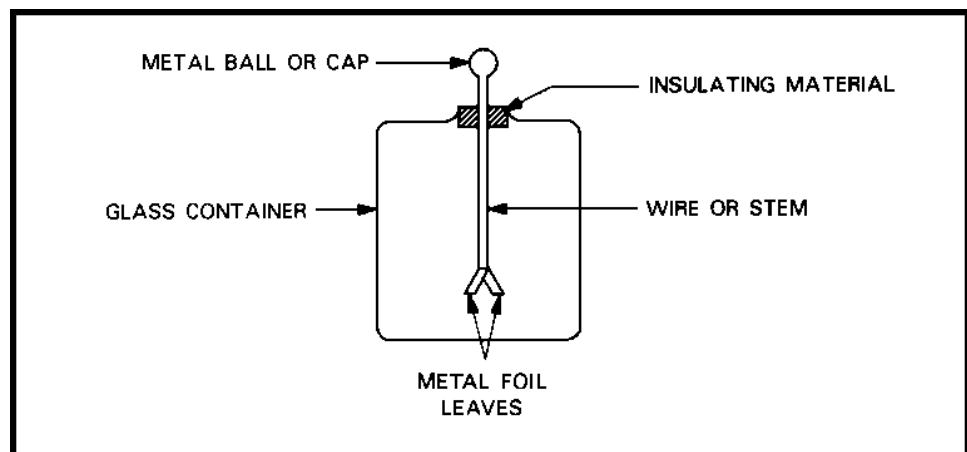 METAL BALL OR CAP
INSULATING MATERIAL
GLASS CONTAINER
WIRE OR STEM
METAL FOIL
LEAVES